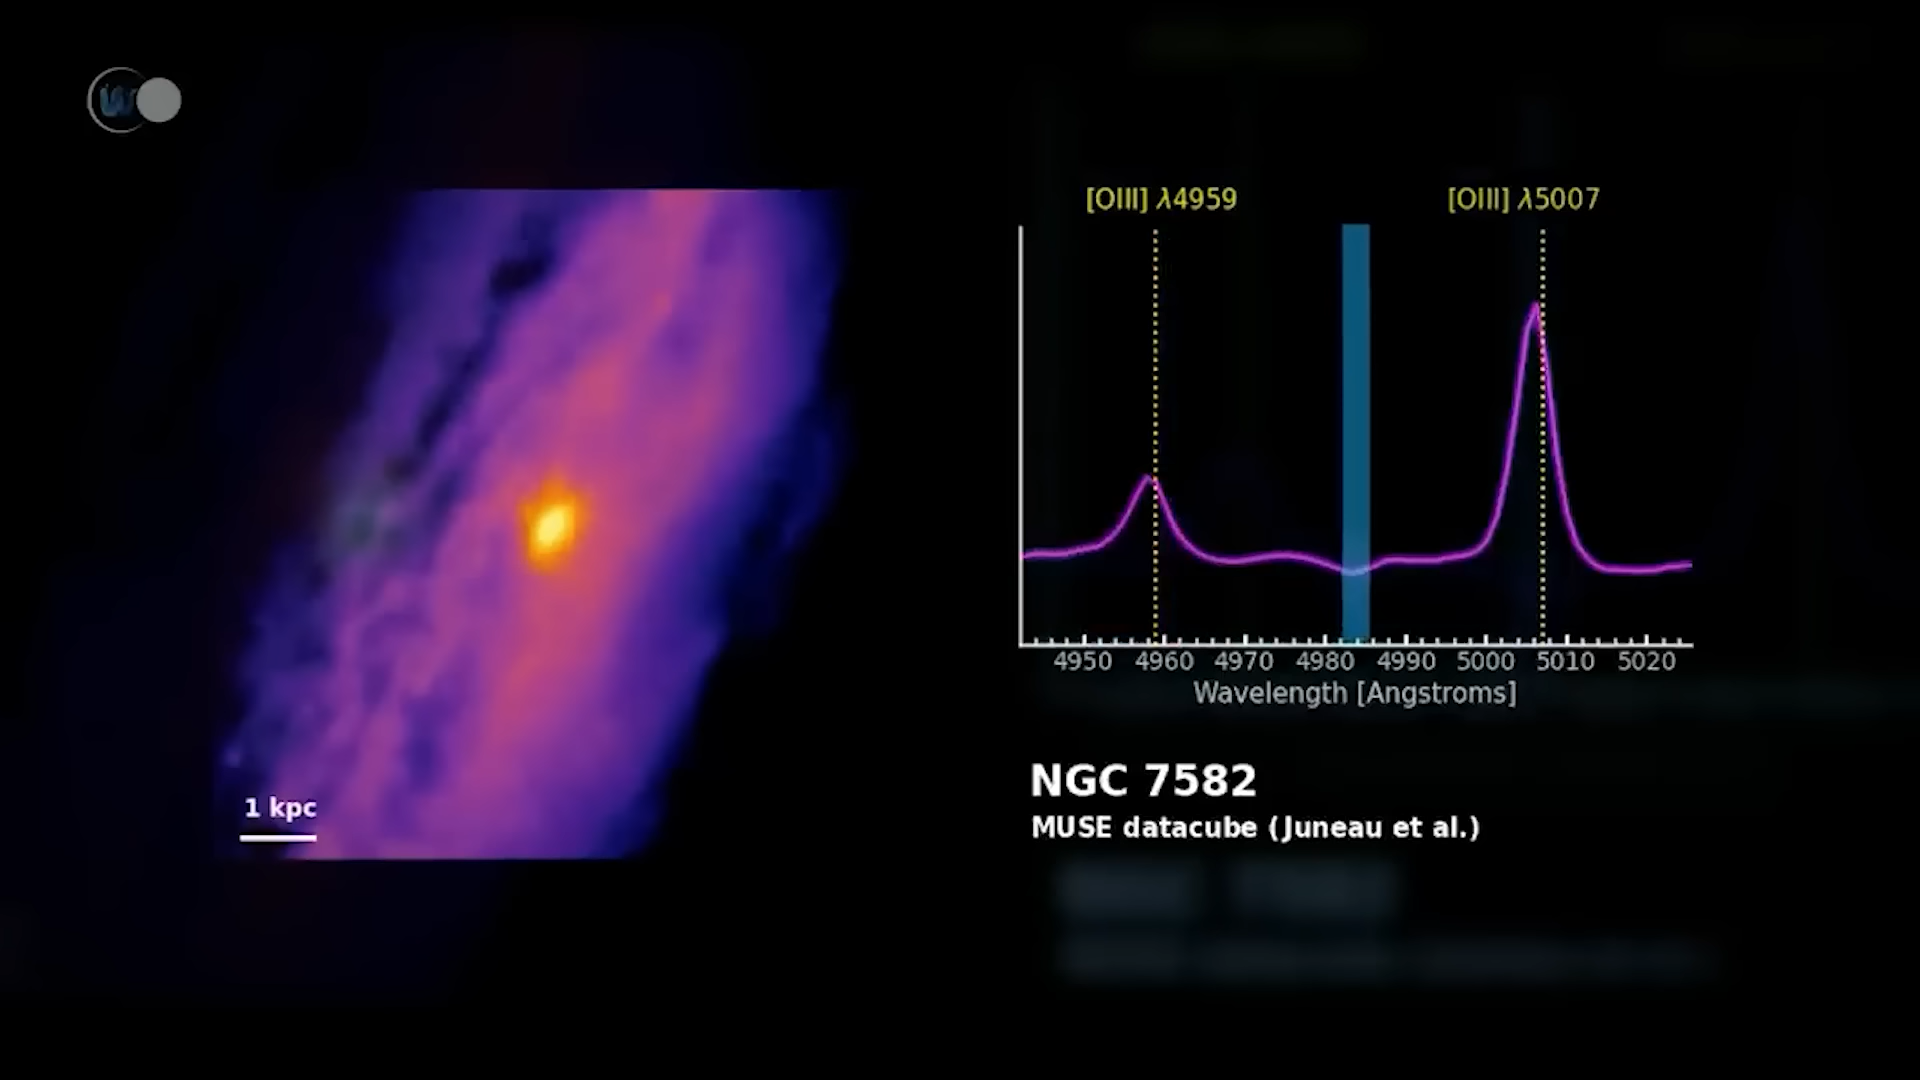 [OIII] λ4959
[OIII] λ5007
4950 4960 4970 4980 4990 5000 5010 5020
Wavelength [Angstroms]
1 kpc
NGC 7582
MUSE datacube (Juneau et al.)